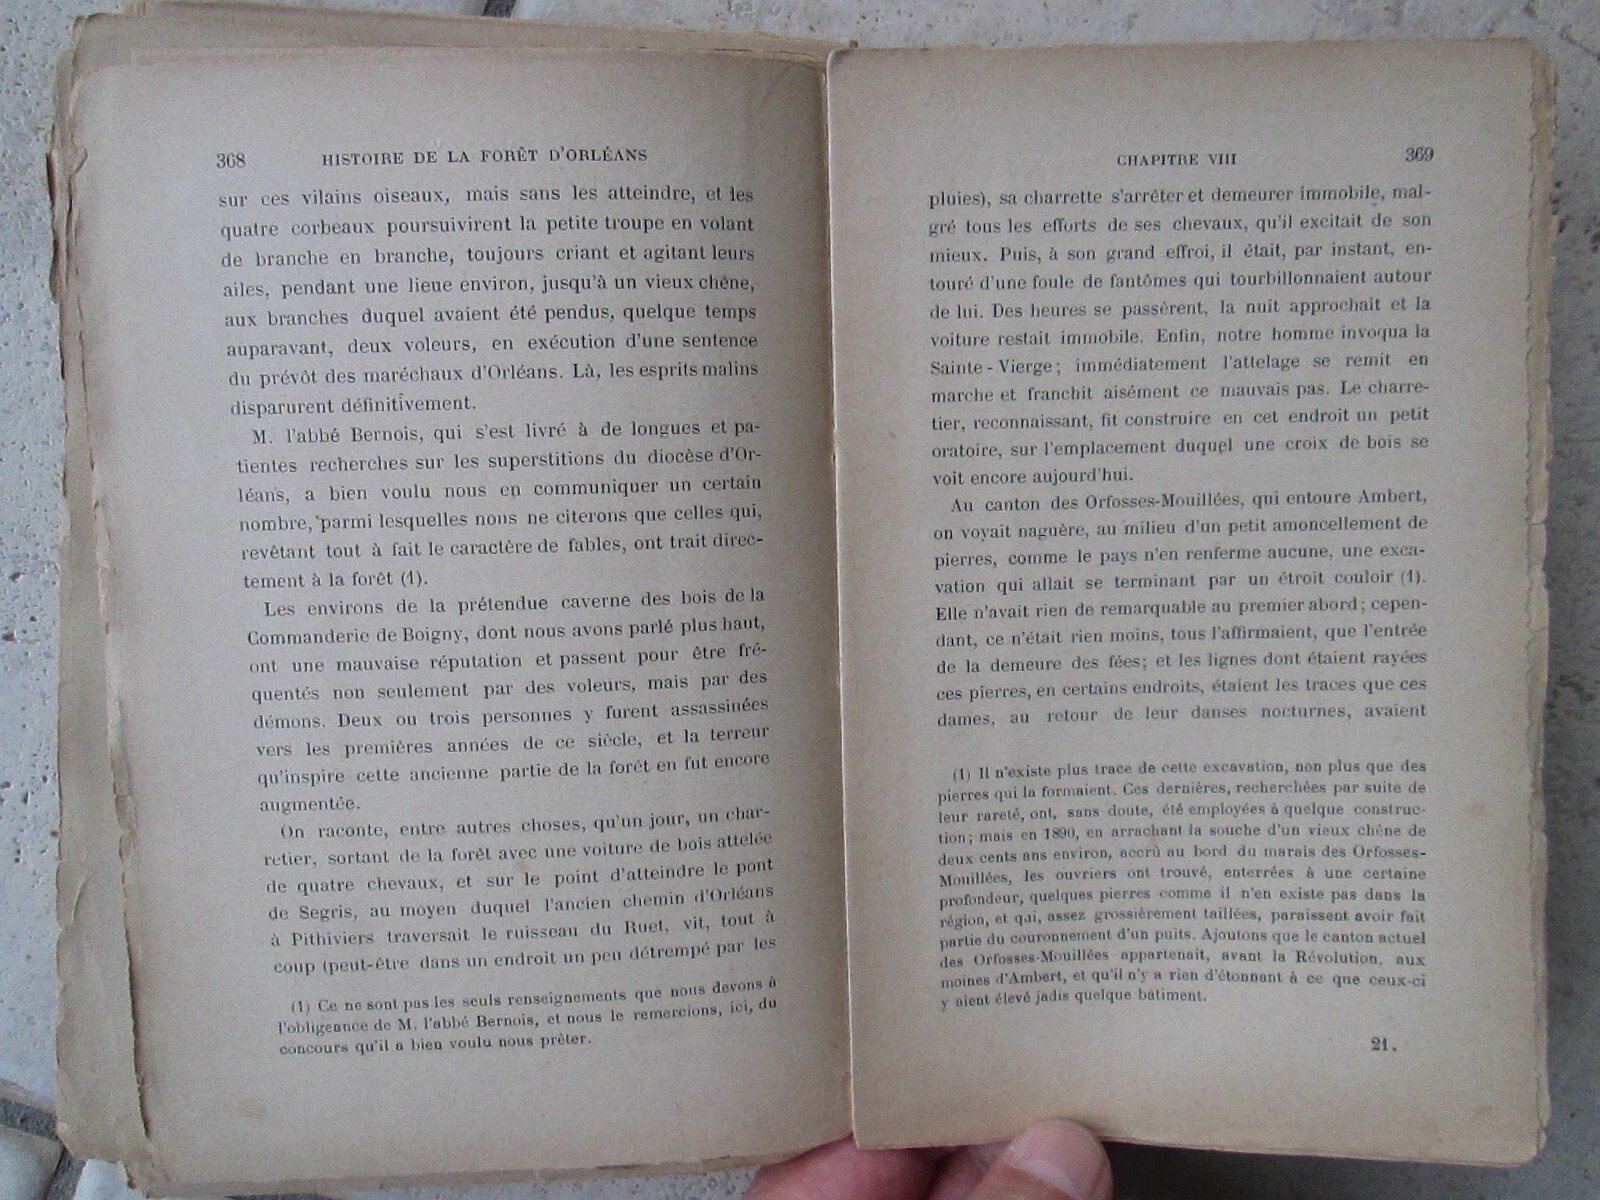 368 HISTOIRE DE LA FORÊT D'ORLÉANS
sur ces vilains oiseaux, mais sans les atteindre, et les
quatre corbeaux poursuivirent la petite troupe en volant
de branche en branche, toujours criant et agitant leurs
ailes, pendant une lieue environ, jusqu'à un vieux chêne,
aux branches duquel avaient été pendus, quelque temps
auparavant, deux voleurs, en exécution d'une sentence
du prévôt des maréchaux d'Orléans. Là, les esprits malins
disparurent définitivement.
M. l'abbé Bernois, qui s'est livré à de longues et pa-
tientes recherches sur les superstitions du diocèse d'Or-
léans, a bien voulu nous en communiquer un certain
nombre, parmi lesquelles nous ne citerons que celles qui,
revêtant tout à fait le caractère de fables, ont trait direc-
tement à la forêt (1).
Les environs de la prétendue caverne des bois de la
Commanderie de Boigny, dont nous avons parlé plus haut,
ont une mauvaise réputation et passent pour être fré-
quentés non seulement par des voleurs, mais par des
démons. Deux ou trois personnes y furent assassinées
vers les premières années de ce siècle, et la terreur
qu'inspire cette ancienne partie de la forêt en fut encore
augmentée.
On raconte, entre autres choses, qu'un jour, un char-
retier, sortant de la forêt avec une voiture de bois attelée
de quatre chevaux, et sur le point d'atteindre le pont
de Segris, au moyen duquel l'ancien chemin d'Orléans
à Pithiviers traversait le ruisseau du Ruet, vit, tout à
coup (peut-être dans un endroit un peu détrempé par les
(1) Ce ne sont pas les seuls renseignements que nous devons à
l'obligeance de M. l'abbé Bernois, et nous le remercions, ici, du
concours qu'il a bien voulu nous prêter.
CHAPITRE VIII 369
pluies), sa charrette s'arrêter et demeurer immobile, mal-
gré tous les efforts de ses chevaux, qu'il excitait de son
mieux. Puis, à son grand effroi, il était, par instant, en-
touré d'une foule de fantômes qui tourbillonnaient autour
de lui. Des heures se passèrent, la nuit approchait et la
voiture restait immobile. Enfin, notre homme invoqua la
Sainte-Vierge; immédiatement l'attelage se remit en
marche et franchit aisément ce mauvais pas. Le charre-
tier, reconnaissant, fit construire en cet endroit un petit
oratoire, sur l'emplacement duquel une croix de bois se
voit encore aujourd'hui.
Au canton des Orfosses-Mouillées, qui entoure Ambert,
on voyait naguère, au milieu d'un petit amoncellement de
pierres, comme le pays n'en renferme aucune, une exca-
vation qui allait se terminant par un étroit couloir (1).
Elle n'avait rien de remarquable au premier abord; cepen-
dant, ce n'était rien moins, tous l'affirmaient, que l'entrée
de la demeure des fées; et les lignes dont étaient rayées
ces pierres, en certains endroits, étaient les traces que ces
dames, au retour de leur danses nocturnes, avaient
(1) Il n'existe plus trace de cette excavation, non plus que des
pierres qui la formaient. Ces dernières, recherchées par suite de
leur rareté, ont, sans doute, été employées à quelque construc-
tion; mais en 1890, en arrachant la souche d'un vieux chêne de
deux cents ans environ, accrû au bord du marais des Orfosses-
Mouillées, les ouvriers ont trouvé, enterrées à une certaine
profondeur, quelques pierres comme il n'en existe pas dans la
région, et qui, assez grossièrement taillées, paraissent avoir fait
partie du couronnement d'un puits. Ajoutons que le canton actuel
des Orfosses-Mouillées appartenait, avant la Révolution, aux
moines d'Ambert, et qu'il n'y a rien d'étonnant à ce que ceux-ci
y aient élevé jadis quelque bâtiment.
21.